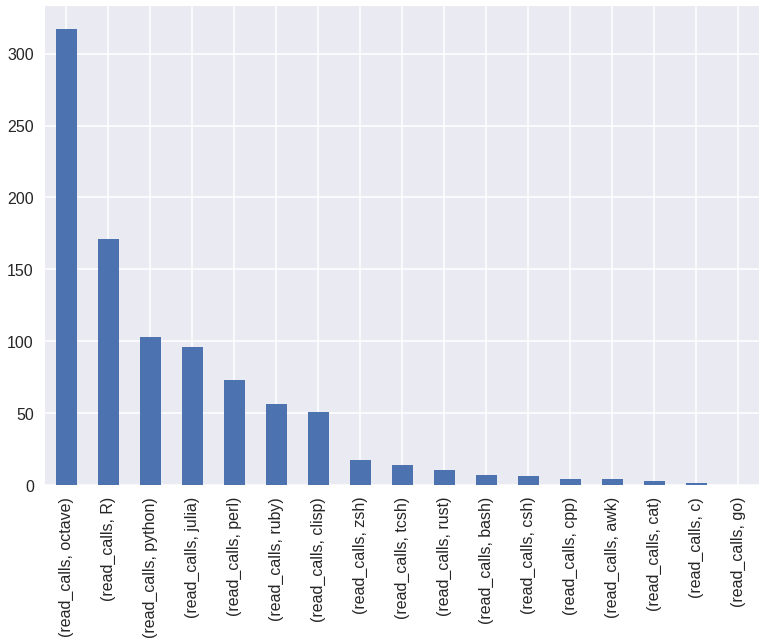 300
250
200
150
100
50
0
(read_calls, octave)
(read_calls, R)
(read_calls, python)
(read_calls, julia)
(read_calls, perl)
(read_calls, ruby)
(read_calls, clisp)
(read_calls, zsh)
(read_calls, tcsh)
(read_calls, rust)
(read_calls, bash)
(read_calls, csh)
(read_calls, cpp)
(read_calls, awk)
(read_calls, cat)
(read_calls, c)
(read_calls, go)